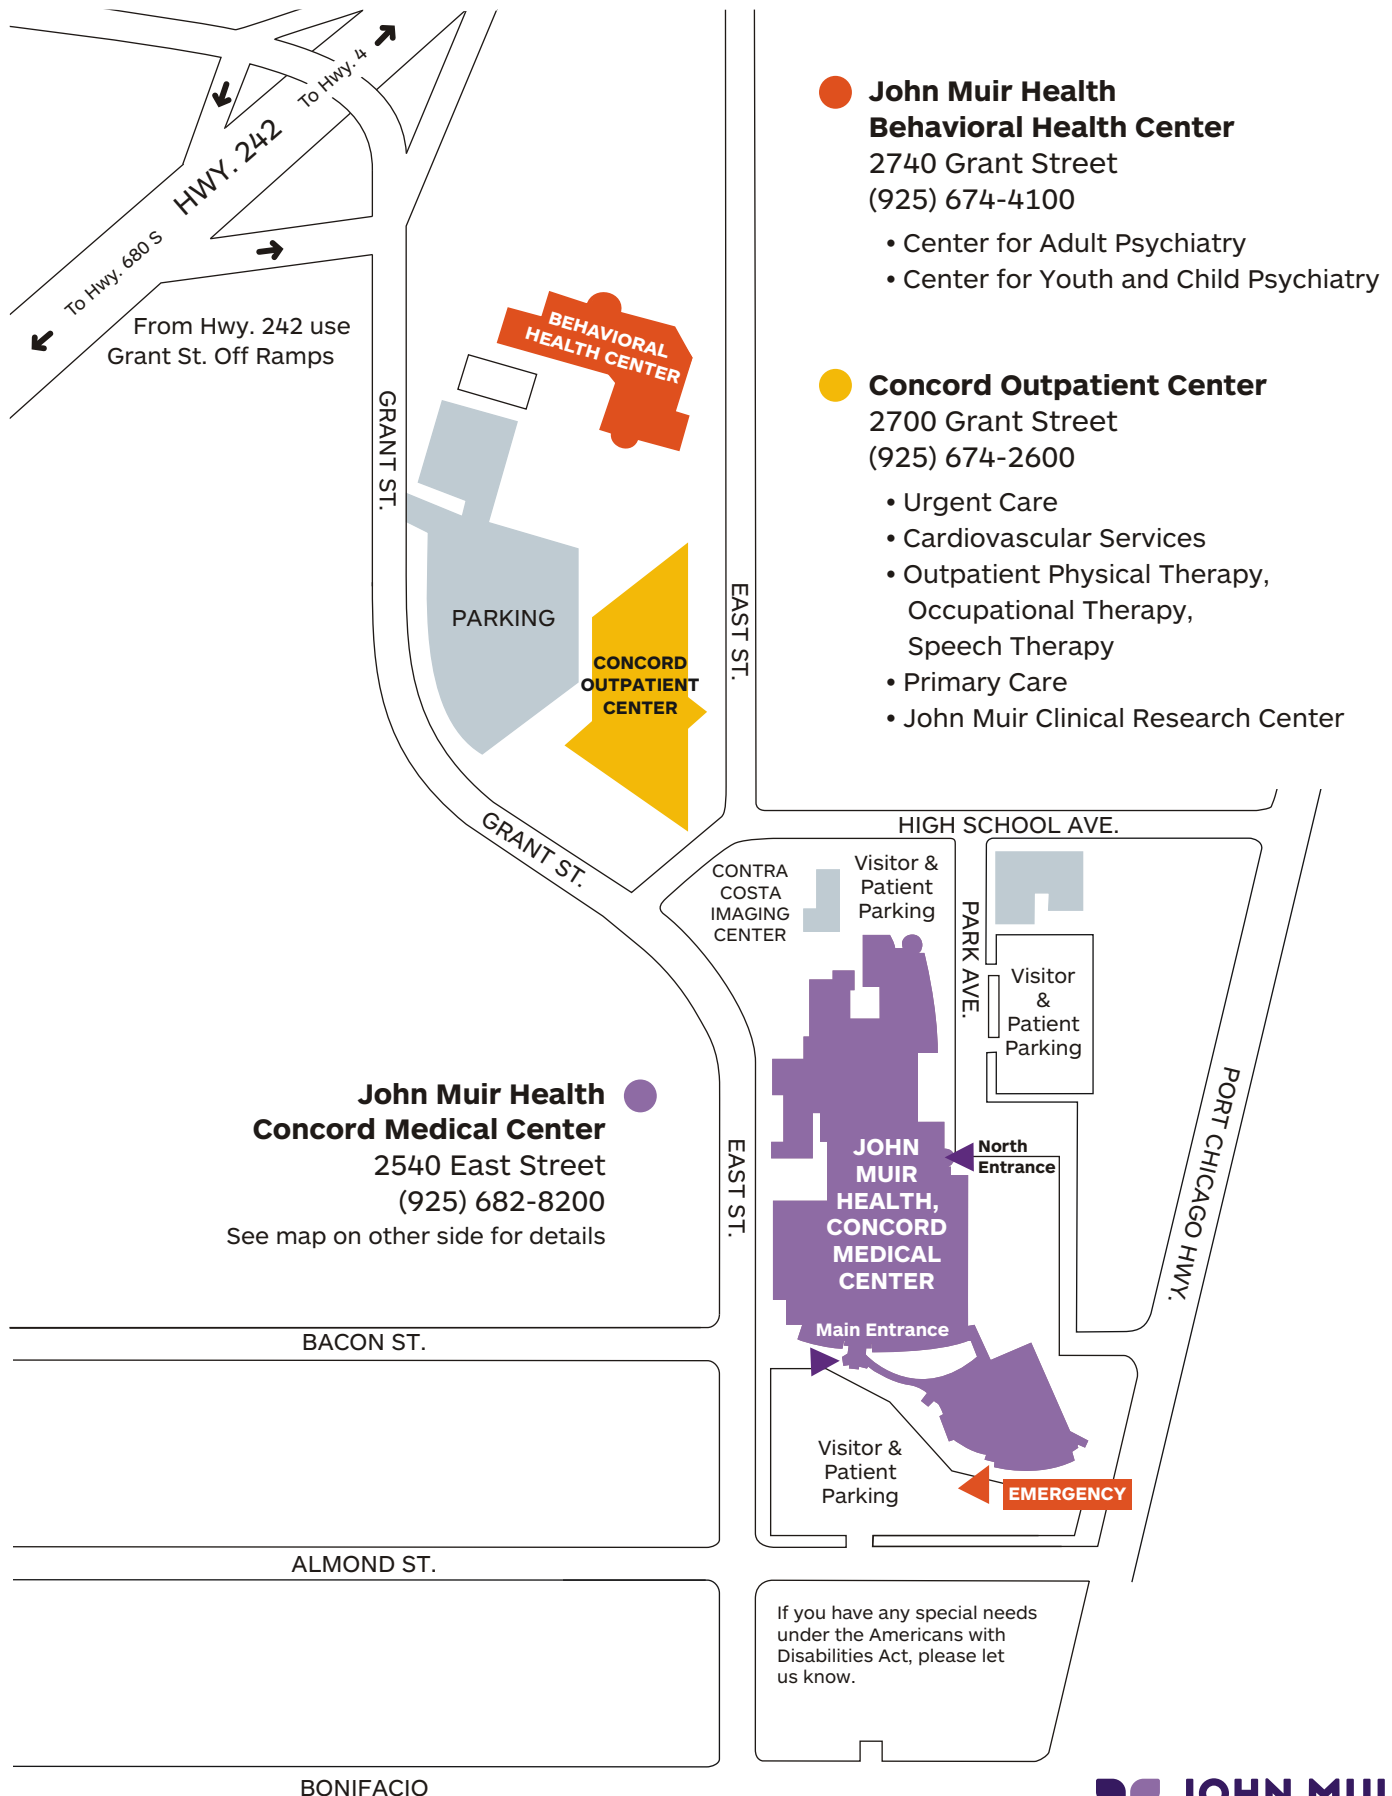 To Hwy. 4
HWY. 242
To Hwy. 680 S
From Hwy. 242 use
Grant St. Off Ramps
John Muir Health
Behavioral Health Center
2740 Grant Street
(925) 674-4100
• Center for Adult Psychiatry
• Center for Youth and Child Psychiatry
BEHAVIORAL
HEALTH CENTER
GRANT ST.
Concord Outpatient Center
2700 Grant Street
(925) 674-2600
• Urgent Care
• Cardiovascular Services
• Outpatient Physical Therapy,
Occupational Therapy,
Speech Therapy
• Primary Care
• John Muir Clinical Research Center
PARKING
CONCORD
OUTPATIENT
CENTER
EAST ST.
GRANT ST.
HIGH SCHOOL AVE.
CONTRA
COSTA
IMAGING
CENTER
Visitor &
Patient
Parking
PARK AVE.
Visitor
&
Patient
Parking
PORT CHICAGO HWY.
John Muir Health
Concord Medical Center
2540 East Street
(925) 682-8200
See map on other side for details
EAST ST.
JOHN
MUIR
HEALTH,
CONCORD
MEDICAL
CENTER
North
Entrance
Main Entrance
BACON ST.
Visitor &
Patient
Parking
EMERGENCY
ALMOND ST.
If you have any special needs
under the Americans with
Disabilities Act, please let
us know.
BONIFACIO
JOHN MUI